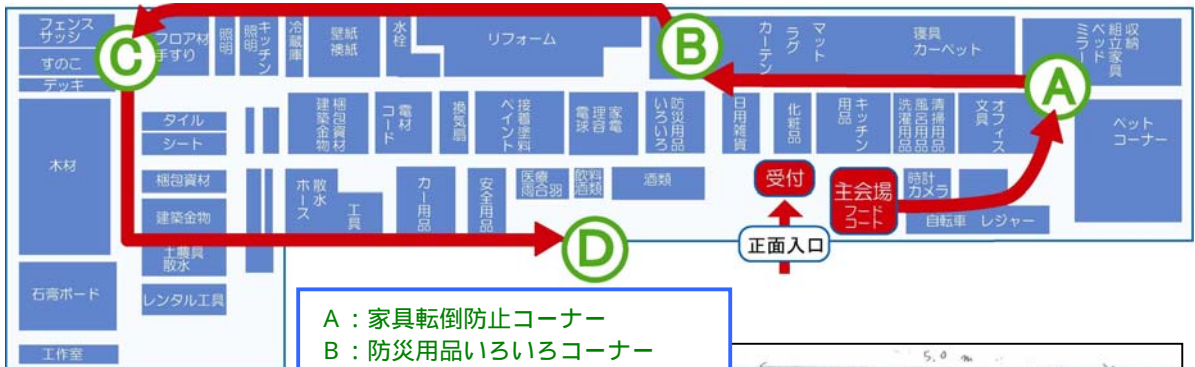 フェンス
サッシ
すのこ
デッキ
C
フロア材
手すり
照明
照明
キッチン
冷蔵庫
壁紙
襖紙
水栓
リフォーム
B
カーテン
ラグ
マット
寝具
カーペット
収納
組立家具
ベッド
ミラー
A
木材
タイル
シート
梱包資材
建築金物
電材
コード
換気扇
接着塗料
ペイント
家電
理容
電球
防災用品
いろいろ
日用雑貨
化粧品
キッチン
用品
清掃用品
風呂用品
洗濯用品
オフィス
文具
ペット
コーナー
梱包資材
建築金物
土農具
散水
レンタル工具
散水
ホース
工具
カー用品
安全用品
医療
雨合羽
飲料
酒類
酒類
受付
主会場
フード
コート
時計
カメラ
自転車 レジャー
正面入口
D
石膏ボード
工作室
A:家具転倒防止コーナー
B:防災用品いろいろコーナー
5.0 m